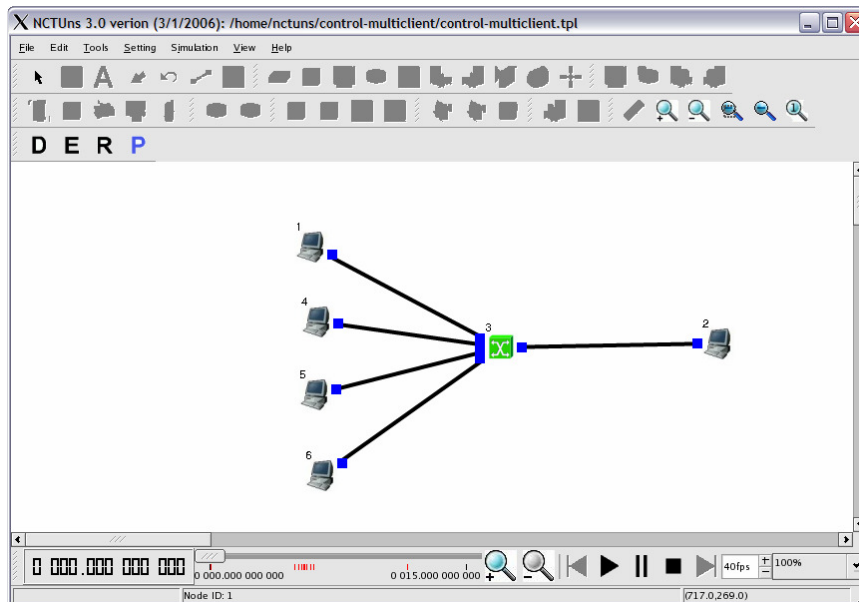 NCTUns 3.0 verion (3/1/2006): /home/nctuns/control-multiclient/control-multiclient.tpl
File Edit Tools Setting Simulation View Help
A
1
D E R P
1
4
3
2
5
6
0 000.000 000 000
0 000.000 000 000
0 015.000 000 000
40fps
100%
Node ID: 1
(717.0,269.0)